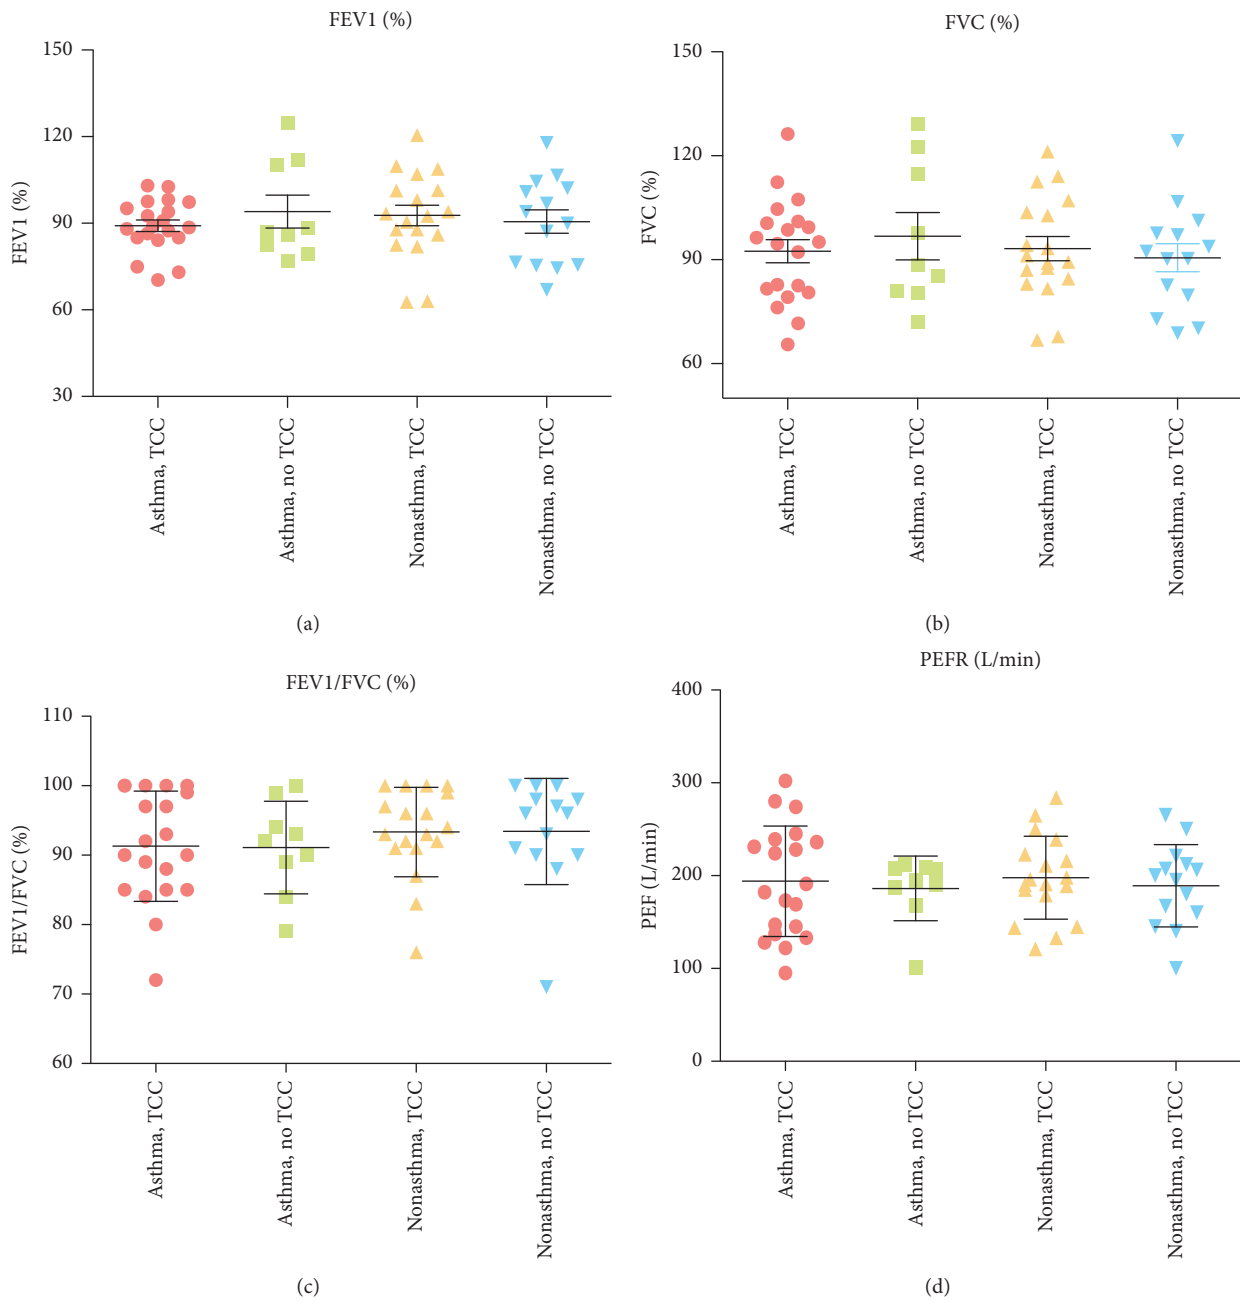 FEV1 (%)
150
120
90
60
30
FEV1 (%)
Asthma, TCC
Asthma, no TCC
Nonasthma, TCC
Nonasthma, no TCC
(a)
FVC (%)
150
120
90
60
FVC (%)
Asthma, TCC
Asthma, no TCC
Nonasthma, TCC
Nonasthma, no TCC
(b)
FEV1/FVC (%)
110
100
90
80
70
60
FEV1/FVC (%)
Asthma, TCC
Asthma, no TCC
Nonasthma, TCC
Nonasthma, no TCC
(c)
PEFR (L/min)
400
300
200
100
0
PEF (L/min)
Asthma, TCC
Asthma, no TCC
Nonasthma, TCC
Nonasthma, no TCC
(d)